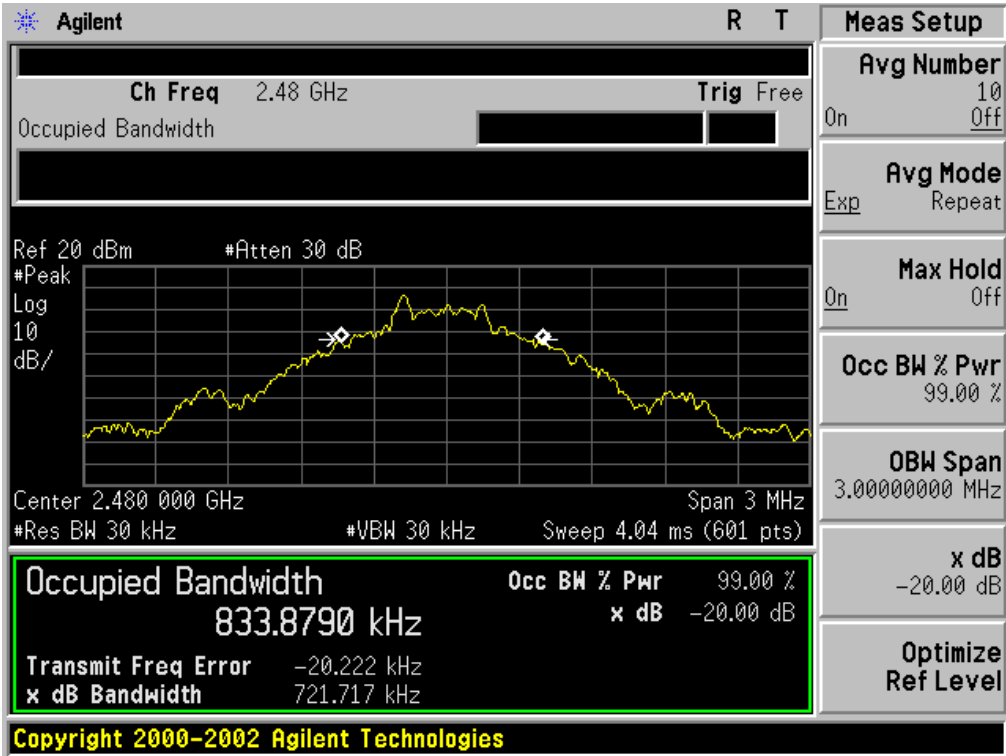 Agilent R T
Ch Freq 2.48 GHz Trig Free
Occupied Bandwidth
Ref 20 dBm #Atten 30 dB
#Peak
Log
10
dB/
Center 2.480 000 GHz Span 3 MHz
#Res BW 30 kHz #VBW 30 kHz Sweep 4.04 ms (601 pts)
Occupied Bandwidth
833.8790 kHz
Occ BW % Pwr 99.00 %
x dB -20.00 dB
Transmit Freq Error -20.222 kHz
x dB Bandwidth 721.717 kHz
Copyright 2000-2002 Agilent Technologies
Meas Setup
Avg Number
10
On Off
Avg Mode
Exp Repeat
Max Hold
On Off
Occ BW % Pwr
99.00 %
OBW Span
3.00000000 MHz
x dB
-20.00 dB
Optimize
Ref Level